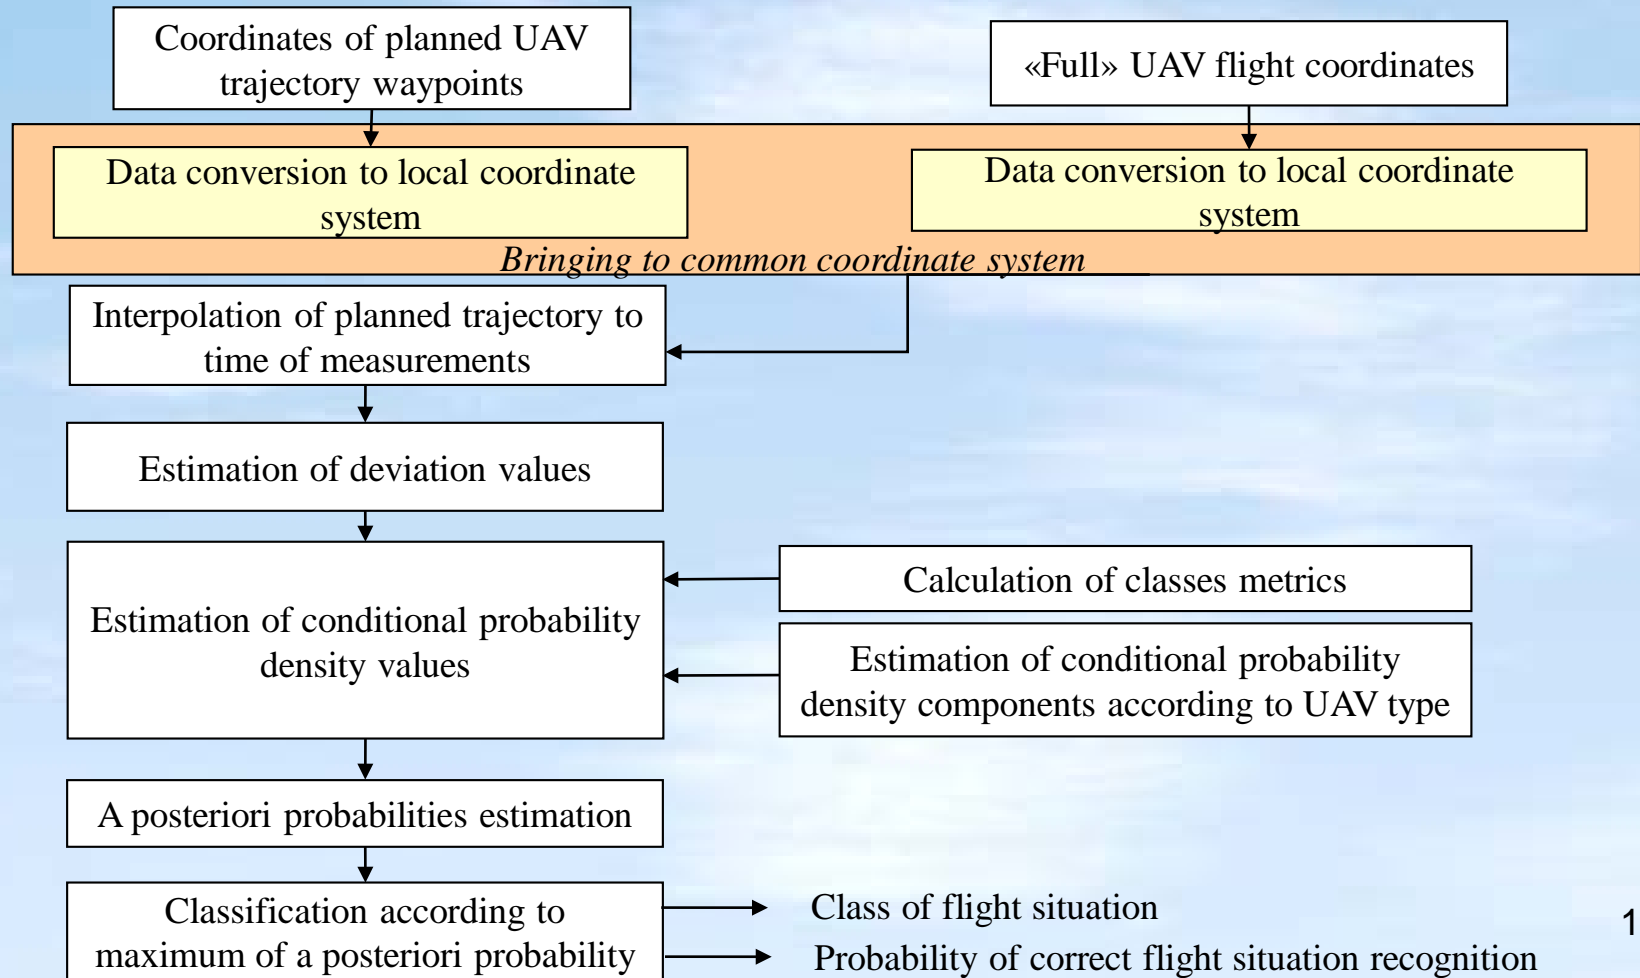 Coordinates of planned UAV
trajectory waypoints
«Full» UAV flight coordinates
Data conversion to local coordinate
system
Data conversion to local coordinate
system
Bringing to common coordinate system
Interpolation of planned trajectory to
time of measurements
Estimation of deviation values
Estimation of conditional probability
density values
Calculation of classes metrics
Estimation of conditional probability
density components according to UAV type
A posteriori probabilities estimation
Classification according to
maximum of a posteriori probability
Class of flight situation
Probability of correct flight situation recognition
1